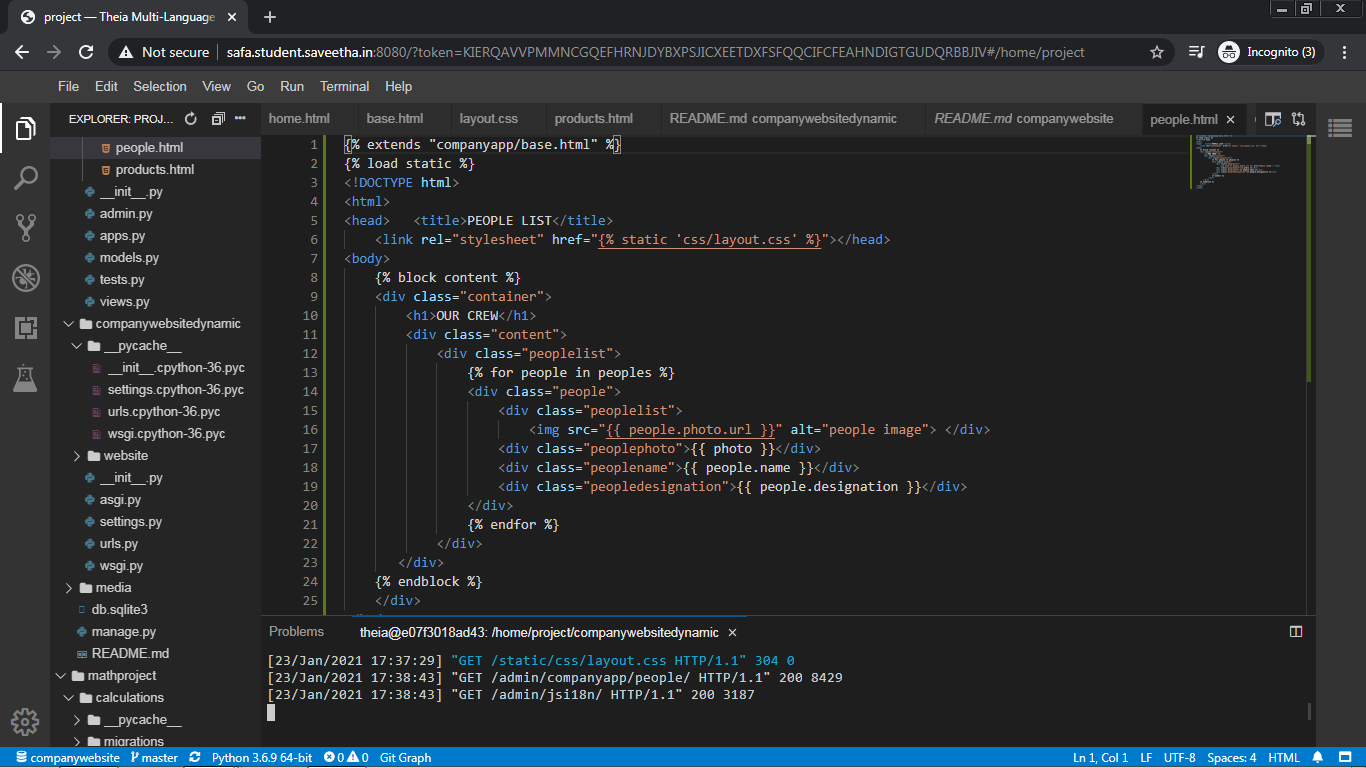 project — Theia Multi-Language
Not secure
safa.student.saveetha.in:8080/?token=KIERQAVVPMMNCGQEFHRNJDYBXPSJICXEETDXFSFQQCIFCFEAHNDIGTGUDQRBBJIV#/home/project
Incognito (3)
File Edit Selection View Go Run Terminal Help
EXPLORER: PROJ...
home.html base.html layout.css products.html README.md companywebsitedynamic README.md companywebsite people.html
people.html
products.html
__init__.py
admin.py
apps.py
models.py
tests.py
views.py
companywebsitedynamic
__pycache__
__init__.cpython-36.pyc
settings.cpython-36.pyc
urls.cpython-36.pyc
wsgi.cpython-36.pyc
website
__init__.py
asgi.py
settings.py
urls.py
wsgi.py
media
db.sqlite3
manage.py
README.md
mathproject
calculations
__pycache__
migrations
1 {% extends "companyapp/base.html" %}
2 {% load static %}
3 <!DOCTYPE html>
4 <html>
5 <head>   <title>PEOPLE LIST</title>
6     <link rel="stylesheet" href="{% static 'css/layout.css' %}"></head>
7 <body>
8     {% block content %}
9     <div class="container">
10         <h1>OUR CREW</h1>
11         <div class="content">
12             <div class="peoplelist">
13                 {% for people in peoples %}
14                 <div class="people">
15                     <div class="peoplelist">
16                         <img src="{{ people.photo.url }}" alt="people image"> </div>
17                     <div class="peoplephoto">{{ photo }}</div>
18                     <div class="peoplename">{{ people.name }}</div>
19                     <div class="peopledesignation">{{ people.designation }}</div>
20                 </div>
21                 {% endfor %}
22             </div>
23        </div>
24     {% endblock %}
25     </div>
Problems theia@e07f3018ad43: /home/project/companywebsitedynamic
[23/Jan/2021 17:37:29] "GET /static/css/layout.css HTTP/1.1" 304 0
[23/Jan/2021 17:38:43] "GET /admin/companyapp/people/ HTTP/1.1" 200 8429
[23/Jan/2021 17:38:43] "GET /admin/jsi18n/ HTTP/1.1" 200 3187
companywebsite master Python 3.6.9 64-bit 0 0 Git Graph Ln 1, Col 1 LF UTF-8 Spaces: 4 HTML